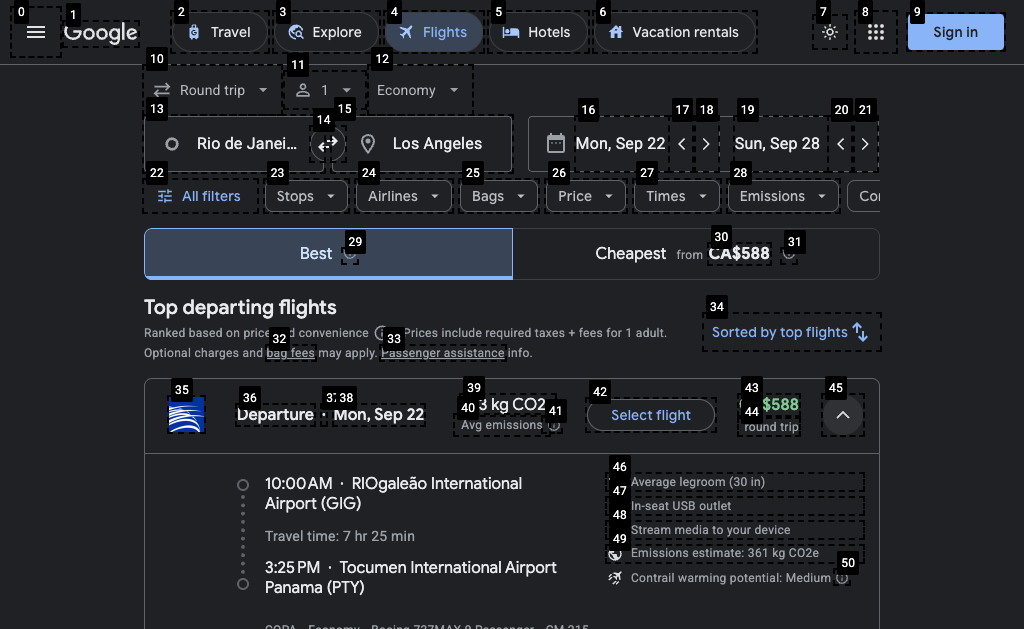 0 1 2 3 4 5 6 7 8 9
Google Travel Explore Flights Hotels Vacation rentals Sign in
10 11 12
Round trip 1 Economy
13 14 15 16 17 18 19 20 21
Rio de Janei... Los Angeles Mon, Sep 22 Sun, Sep 28
22 23 24 25 26 27 28
All filters Stops Airlines Bags Price Times Emissions
29 30 31
Best Cheapest from CA$588
Top departing flights
34
Ranked based on price and convenience Prices include required taxes + fees for 1 adult.
Sorted by top flights
32 33
Optional charges and bag fees may apply. Passenger assistance info.
35 36 37 38 39 40 41 42 43 44 45
Departure · Mon, Sep 22
kg CO2
Avg emissions
Select flight
$588
round trip
10:00 AM · RIOgaleão International
Airport (GIG)
Travel time: 7 hr 25 min
3:25 PM · Tocumen International Airport
Panama (PTY)
46
Average legroom (30 in)
47
In-seat USB outlet
48
Stream media to your device
49
Emissions estimate: 361 kg CO2e
50
Contrail warming potential: Medium
COPA · Economy · Boeing 737MAX 9 Passenger · CM 215